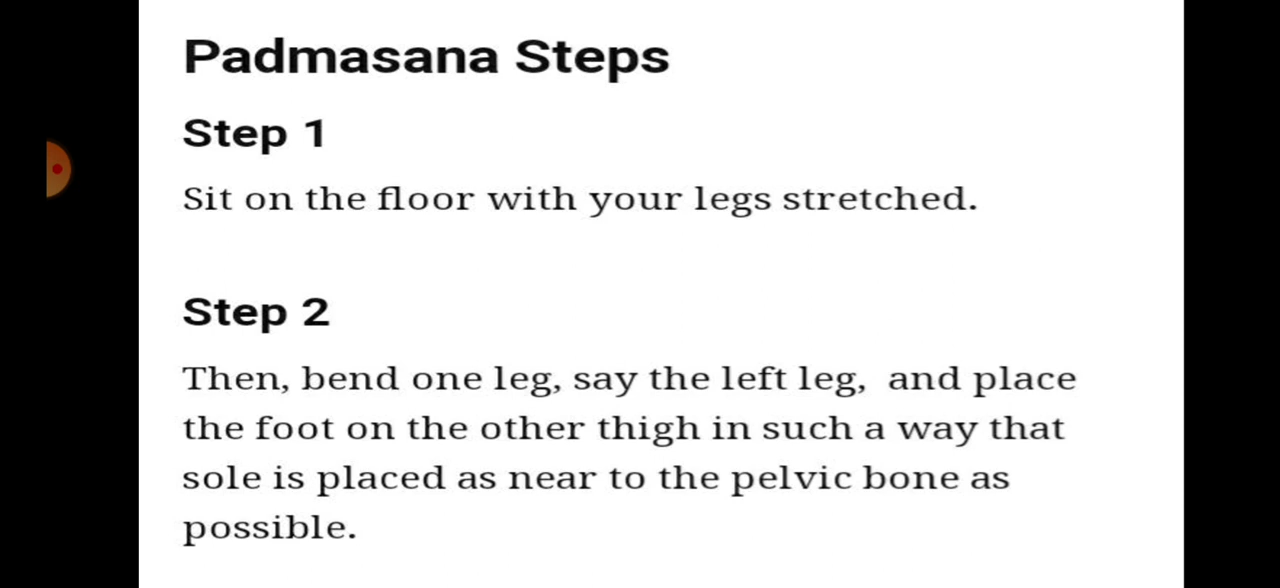 Padmasana Steps
Step 1
Sit on the floor with your legs stretched.
Step 2
Then, bend one leg, say the left leg,  and place
the foot on the other thigh in such a way that
sole is placed as near to the pelvic bone as
possible.